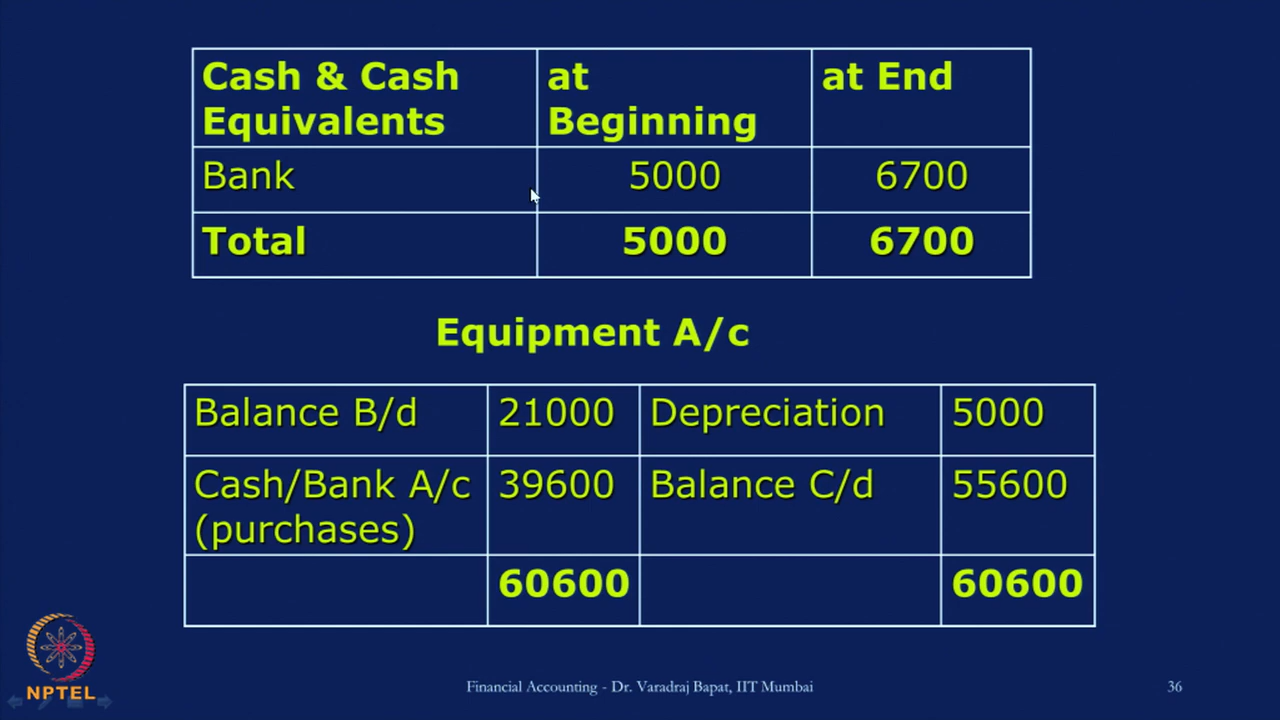 Cash & Cash Equivalents | at Beginning | at End
Bank | 5000 | 6700
Total | 5000 | 6700
Equipment A/c
Balance B/d | 21000 | Depreciation | 5000
Cash/Bank A/c (purchases) | 39600 | Balance C/d | 55600
60600 | 60600
NPTEL
Financial Accounting - Dr. Varadraj Bapat, IIT Mumbai
36